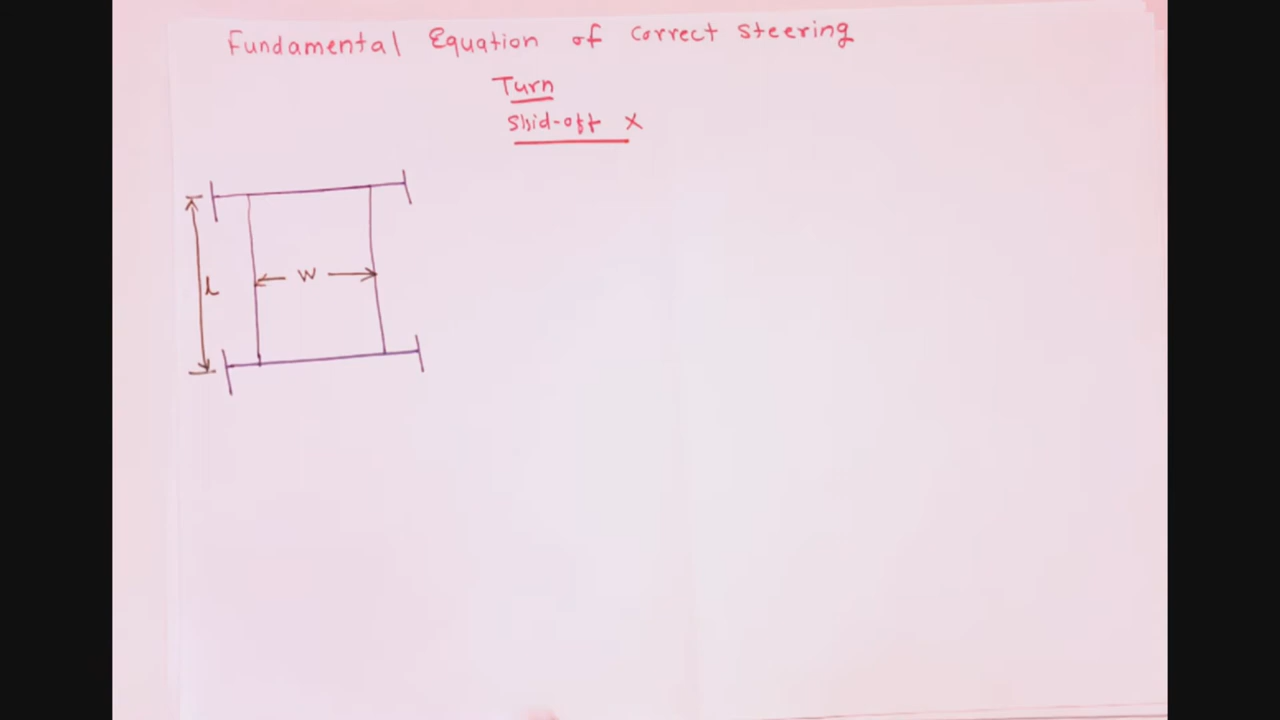 Fundamental Equation of Correct Steering
Turn
Skid-off X
l
W